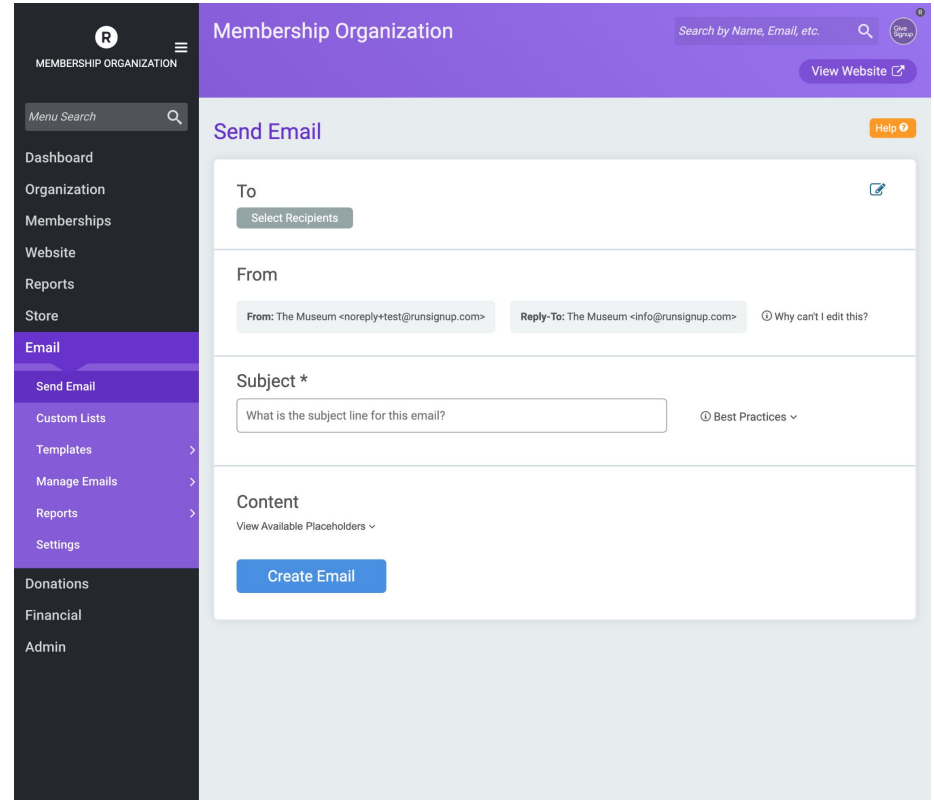 R
MEMBERSHIP ORGANIZATION
Menu Search
Dashboard
Organization
Memberships
Website
Reports
Store
Email
Send Email
Custom Lists
Templates
Manage Emails
Reports
Settings
Donations
Financial
Admin
Membership Organization
Search by Name, Email, etc.
Give
Signup
R
View Website
Send Email
Help
To
Select Recipients
From
From: The Museum <noreply+test@runsignup.com>
Reply-To: The Museum <info@runsignup.com>
Why can't I edit this?
Subject *
What is the subject line for this email?
Best Practices
Content
View Available Placeholders
Create Email